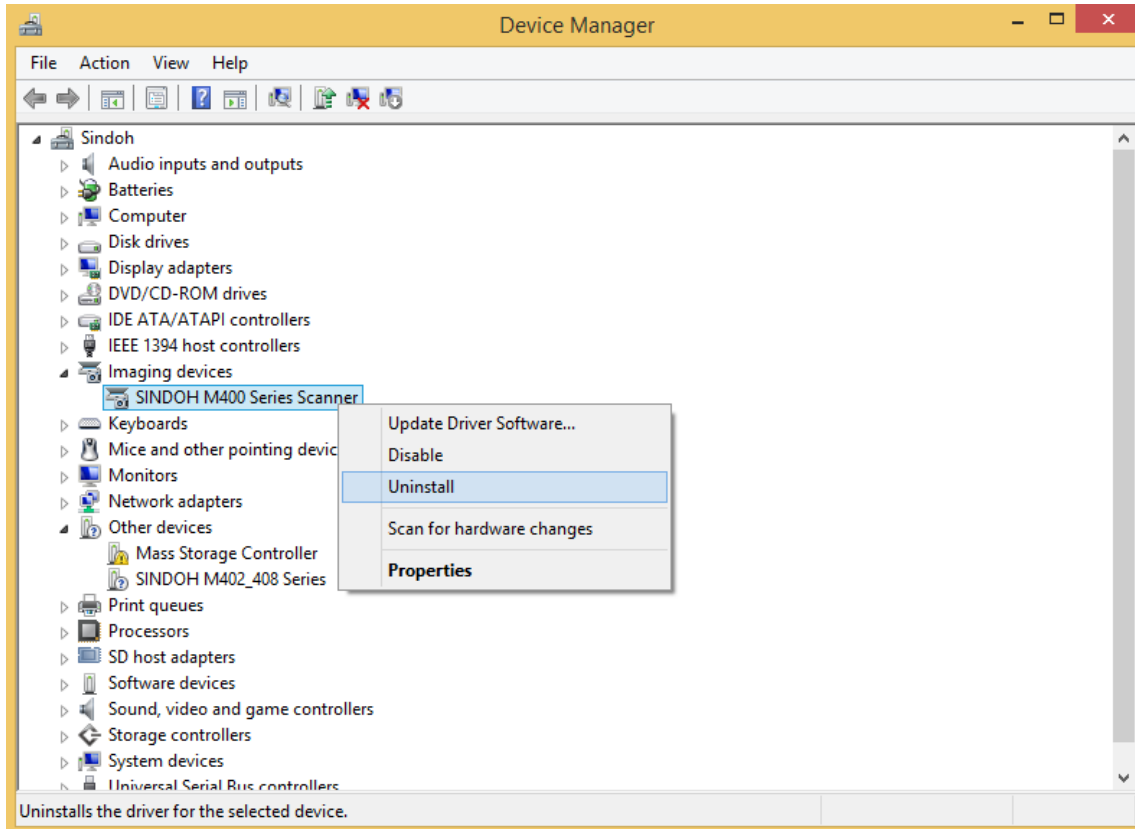 Device Manager
File Action View Help
Sindoh
Audio inputs and outputs
Batteries
Computer
Disk drives
Display adapters
DVD/CD-ROM drives
IDE ATA/ATAPI controllers
IEEE 1394 host controllers
Imaging devices
SINDOH M400 Series Scanner
Keyboards
Mice and other pointing devic
Monitors
Network adapters
Other devices
Mass Storage Controller
SINDOH M402_408 Series
Print queues
Processors
SD host adapters
Software devices
Sound, video and game controllers
Storage controllers
System devices
Universal Serial Bus controllers
Update Driver Software...
Disable
Uninstall
Scan for hardware changes
Properties
Uninstalls the driver for the selected device.